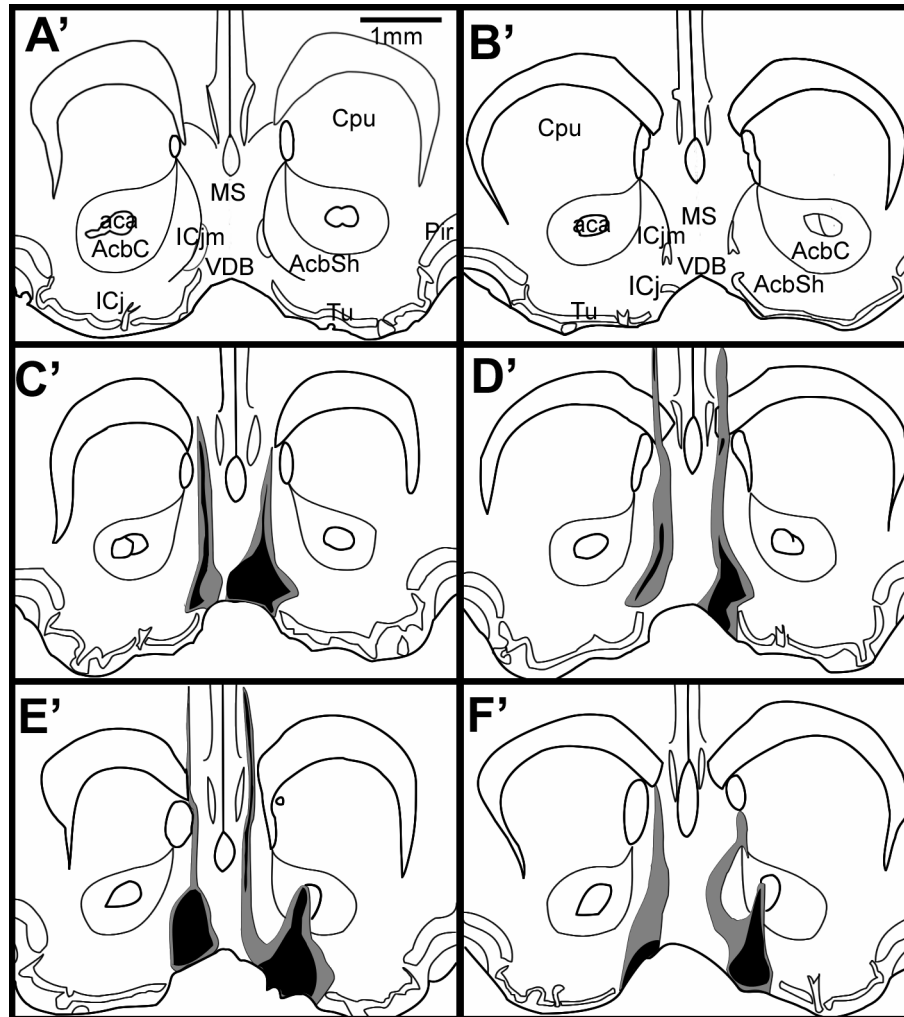 A’
1mm
Cpu
MS
aca
AcbC
ICjm
Pir
VDB
AcbSh
ICj
Tu
B’
Cpu
MS
aca
ICjm
AcbC
VDB
ICj
AcbSh
Tu
C’
D’
E’
F’